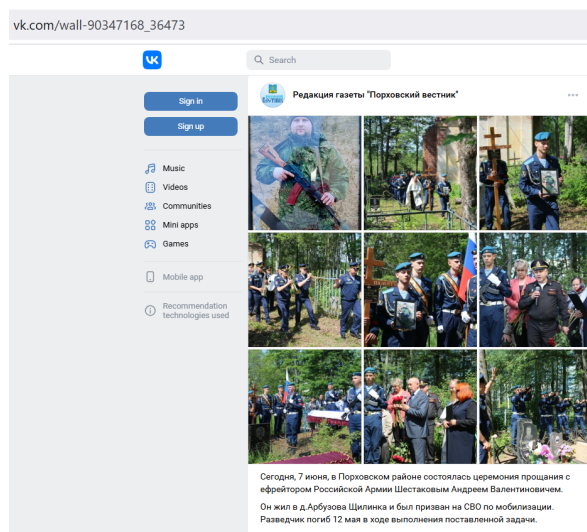 vk.com/wall-90347168_36473
Search
Редакция газеты "Порховский вестник"
Sign in
Sign up
Music
Videos
Communities
Mini apps
Games
Mobile app
Recommendation
technologies used
Сегодня, 7 июня, в Порховском районе состоялась церемония прощания с
ефрейтором Российской Армии Шестаковым Андреем Валентиновичем.
Он жил в д.Арбузова Щилинка и был призван на СВО по мобилизации.
Разведчик погиб 12 мая в ходе выполнения поставленной задачи.